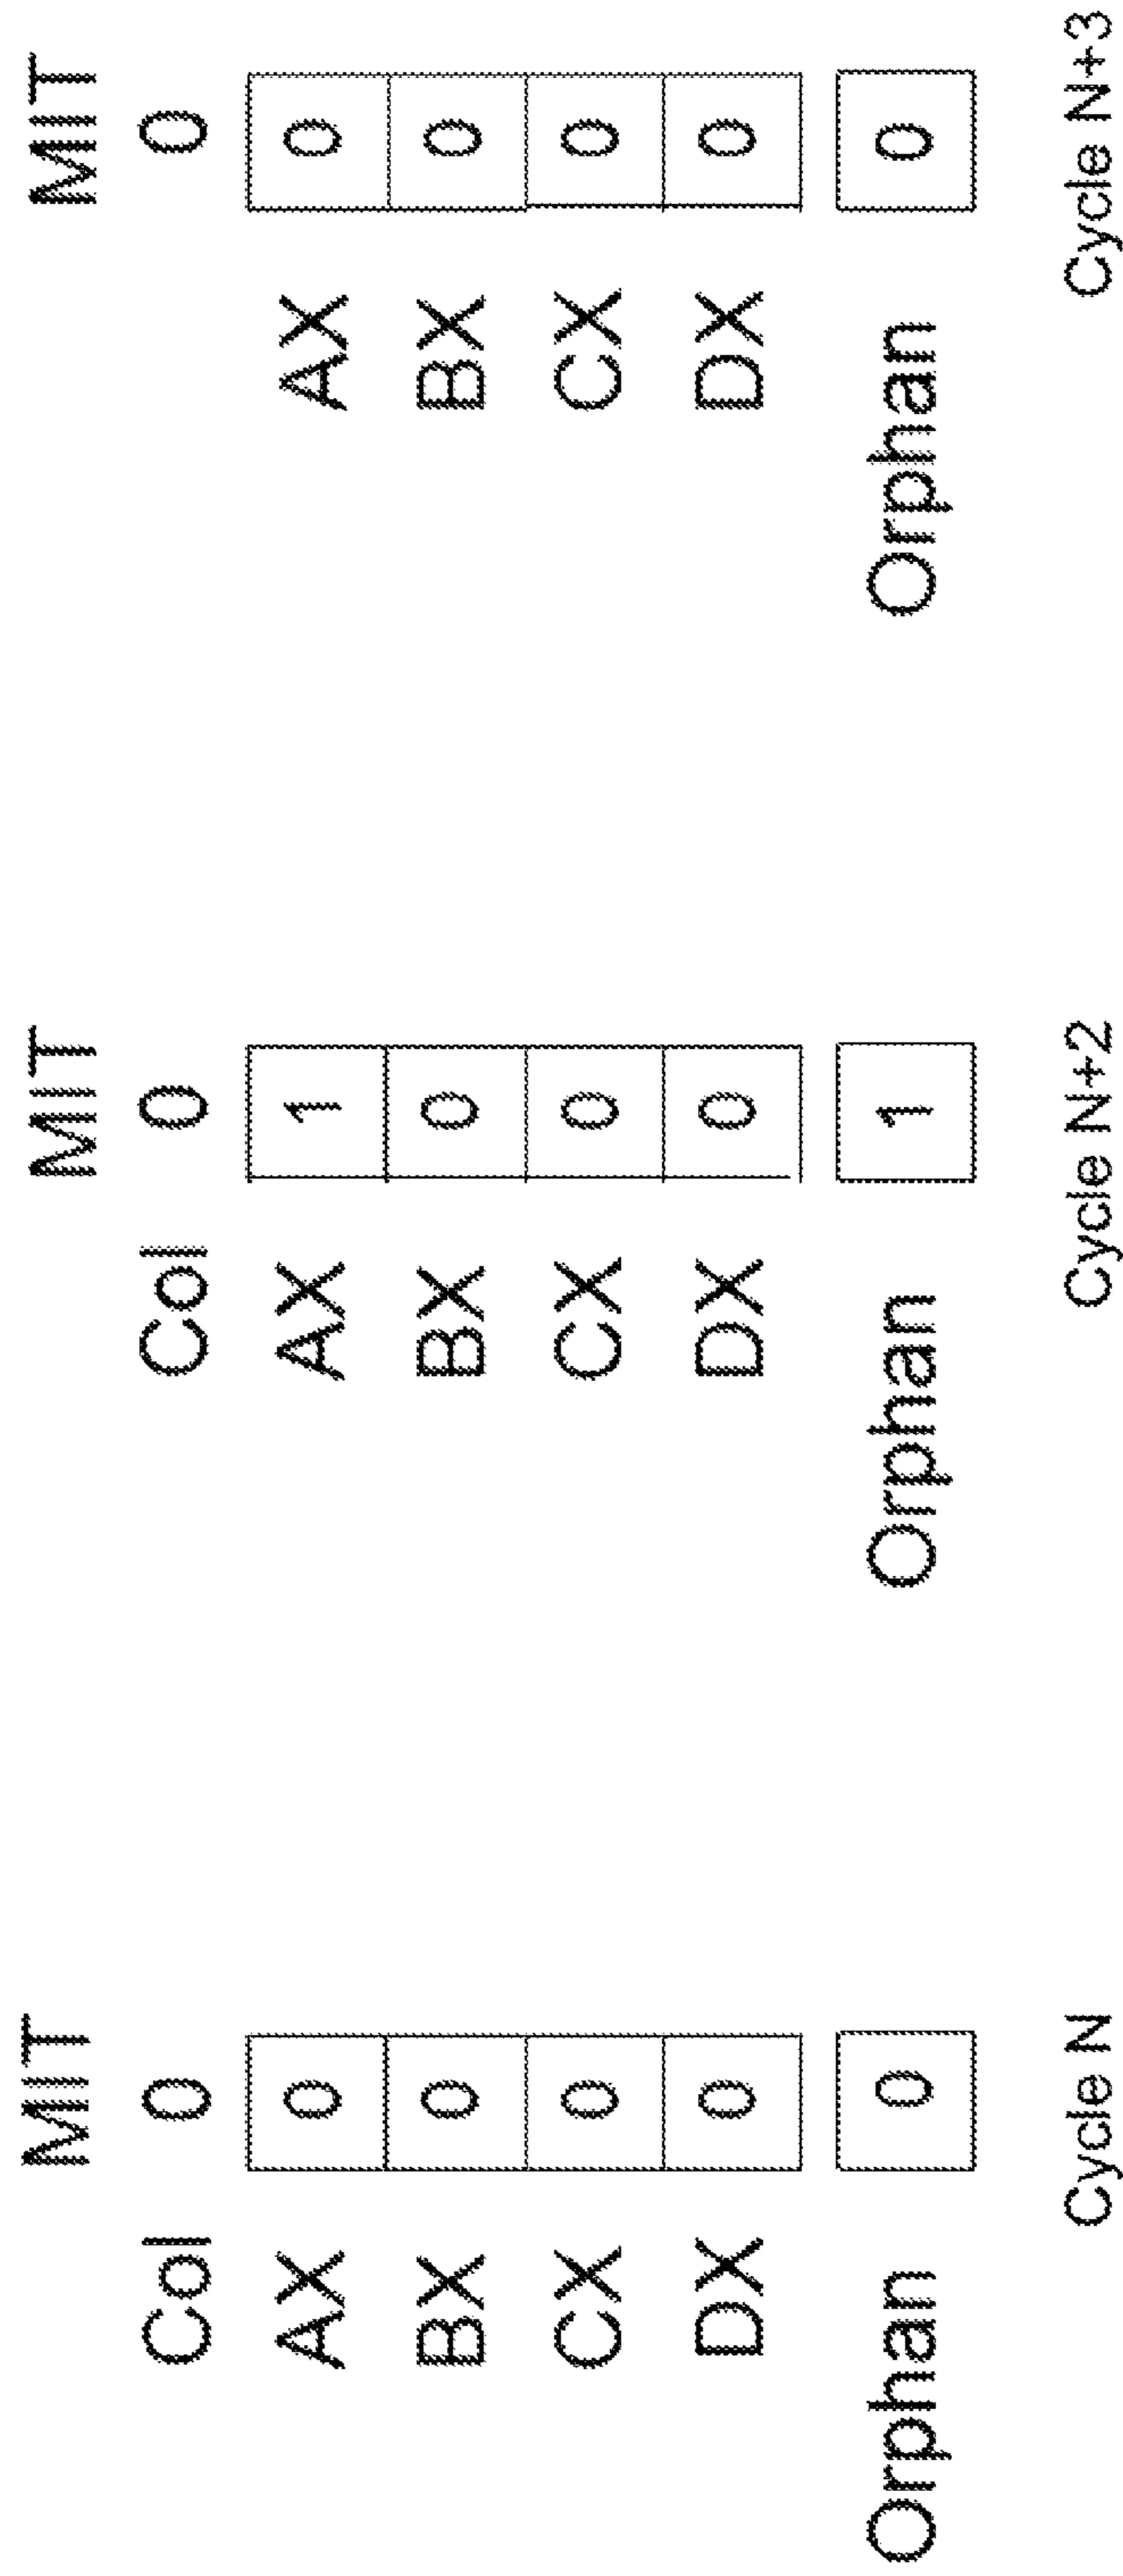 MIT
Col 0
AX 0
BX 0
CX 0
DX 0
Orphan 0
Cycle N
MIT
Col 0
AX 1
BX 0
CX 0
DX 0
Orphan 1
Cycle N+2
MIT
0
AX 0
BX 0
CX 0
DX 0
Orphan 0
Cycle N+3